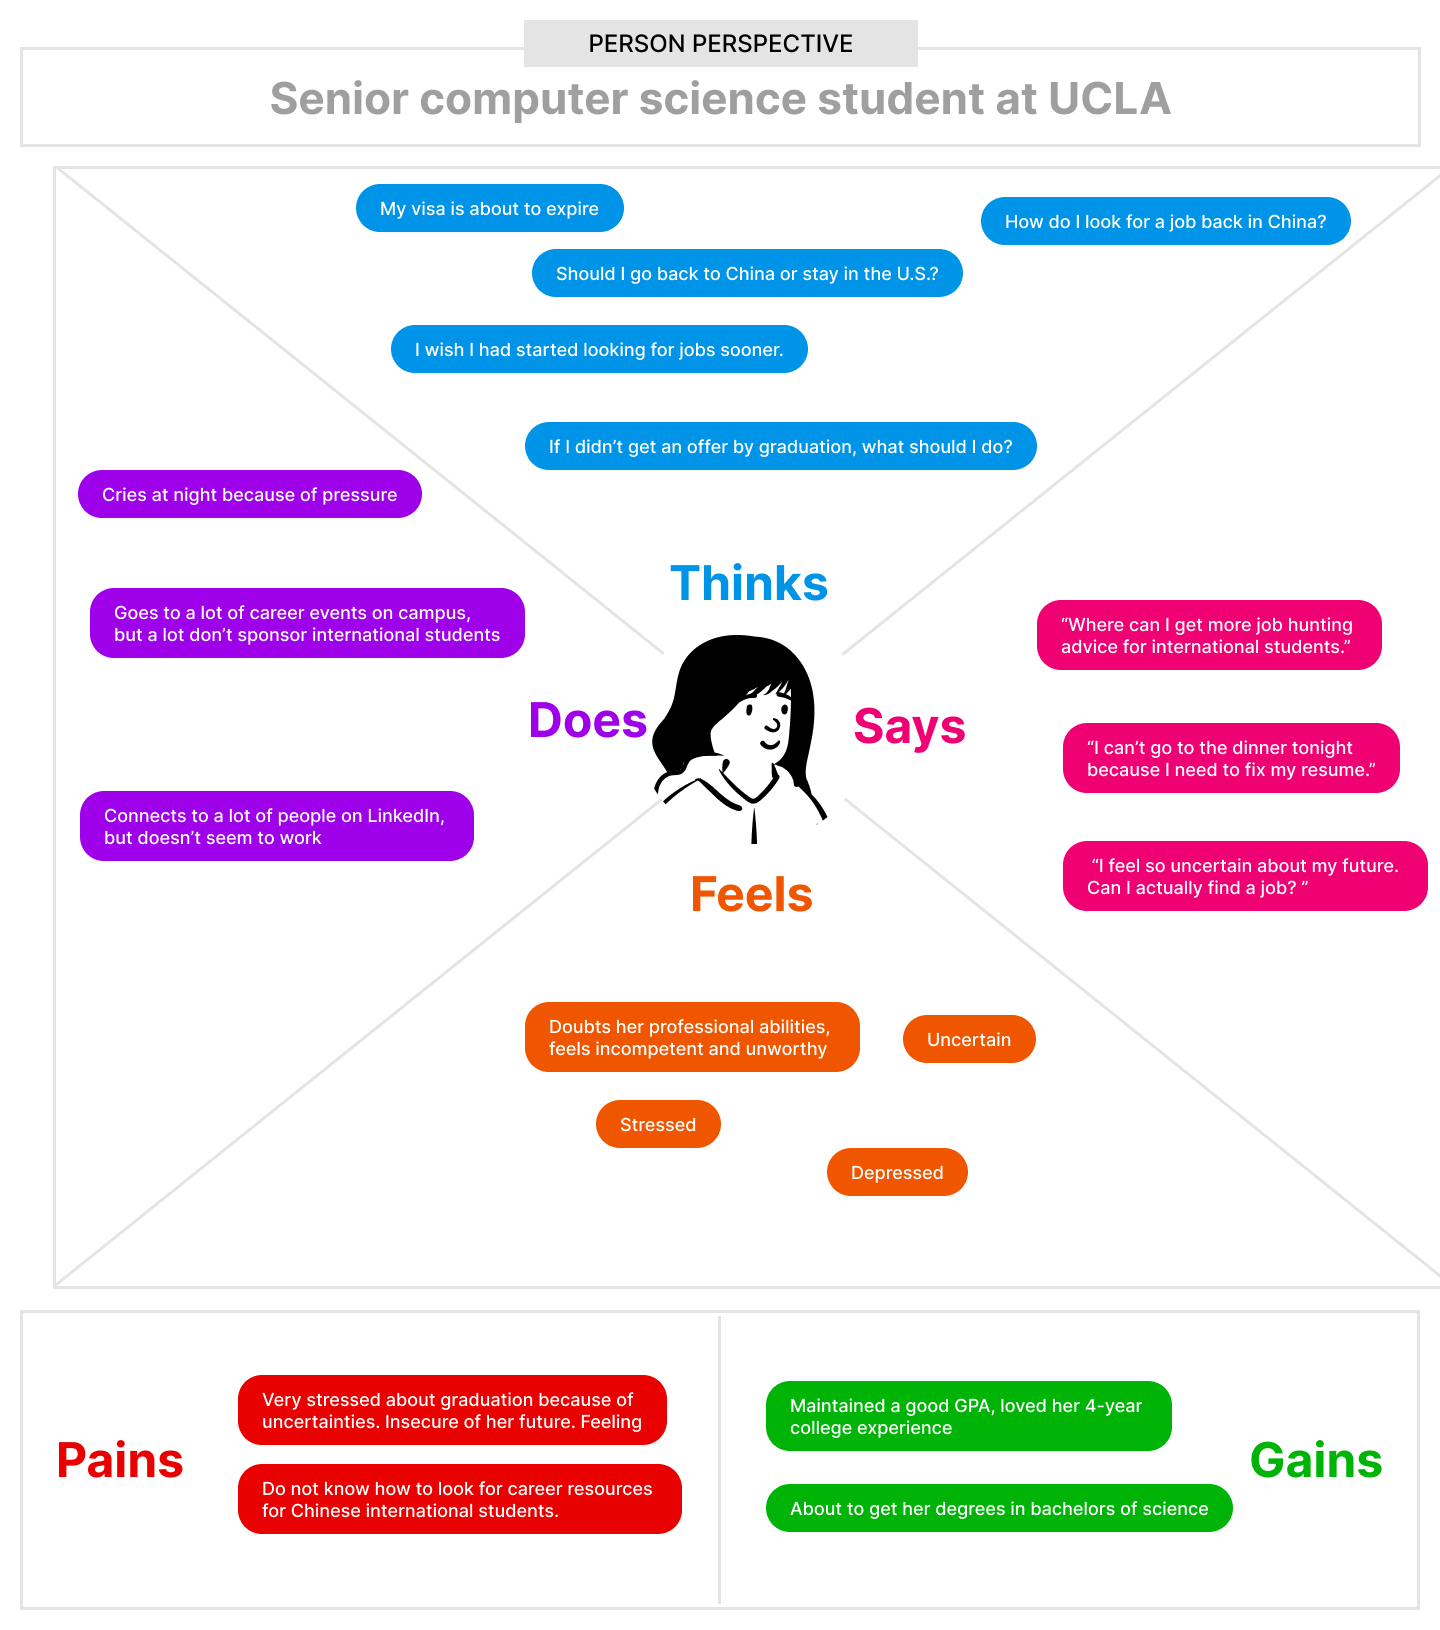 PERSON PERSPECTIVE
Senior computer science student at UCLA
My visa is about to expire
How do I look for a job back in China?
Should I go back to China or stay in the U.S.?
I wish I had started looking for jobs sooner.
If I didn’t get an offer by graduation, what should I do?
Thinks
Cries at night because of pressure
Goes to a lot of career events on campus,
but a lot don’t sponsor international students
Connects to a lot of people on LinkedIn,
but doesn’t seem to work
Does
Says
“Where can I get more job hunting
advice for international students.”
“I can’t go to the dinner tonight
because I need to fix my resume.”
“I feel so uncertain about my future.
Can I actually find a job? ”
Feels
Doubts her professional abilities,
feels incompetent and unworthy
Uncertain
Stressed
Depressed
Pains
Very stressed about graduation because of
uncertainties. Insecure of her future. Feeling
Do not know how to look for career resources
for Chinese international students.
Maintained a good GPA, loved her 4-year
college experience
About to get her degrees in bachelors of science
Gains